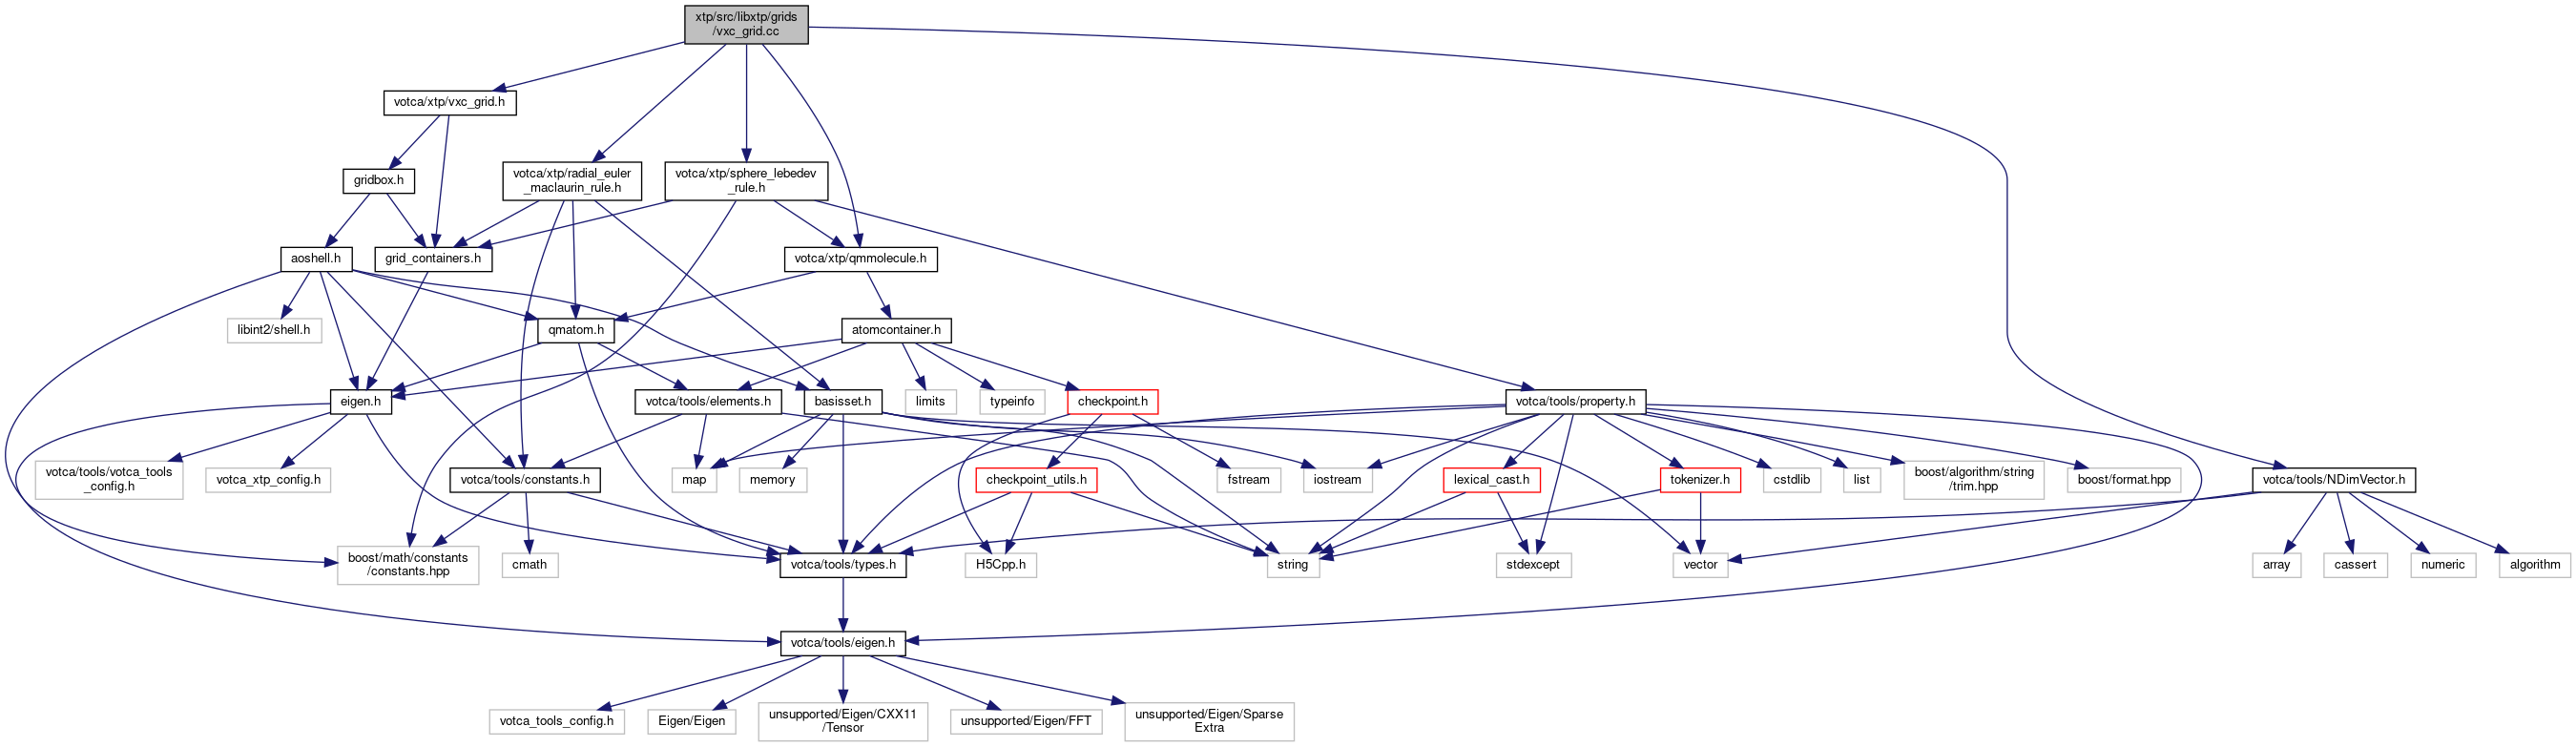 xtp/src/libxtp/grids
/vxc_grid.cc
votca/xtp/vxc_grid.h
gridbox.h
votca/xtp/radial_euler
_maclaurin_rule.h
votca/xtp/sphere_lebedev
_rule.h
aoshell.h
grid_containers.h
votca/xtp/qmmolecule.h
libint2/shell.h
qmatom.h
atomcontainer.h
eigen.h
votca/tools/elements.h
basisset.h
limits
typeinfo
checkpoint.h
votca/tools/property.h
votca/tools/votca_tools
_config.h
votca_xtp_config.h
votca/tools/constants.h
map
memory
checkpoint_utils.h
fstream
iostream
lexical_cast.h
tokenizer.h
cstdlib
list
boost/algorithm/string
/trim.hpp
boost/format.hpp
votca/tools/NDimVector.h
boost/math/constants
/constants.hpp
cmath
votca/tools/types.h
H5Cpp.h
string
stdexcept
vector
array
cassert
numeric
algorithm
votca/tools/eigen.h
votca_tools_config.h
Eigen/Eigen
unsupported/Eigen/CXX11
/Tensor
unsupported/Eigen/FFT
unsupported/Eigen/Sparse
Extra